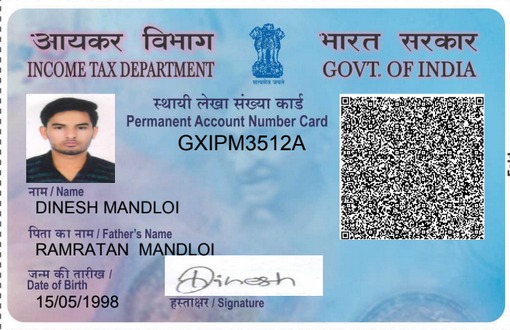 आयकर विभाग
INCOME TAX DEPARTMENT
भारत सरकार
GOVT. OF INDIA
सत्यमेव जयते
स्थायी लेखा संख्या कार्ड
Permanent Account Number Card
GXIPM3512A
नाम / Name
DINESH MANDLOI
पिता का नाम / Father's Name
RAMRATAN MANDLOI
जन्म की तारीख /
Date of Birth
15/05/1998
Dinesh
हस्ताक्षर / Signature